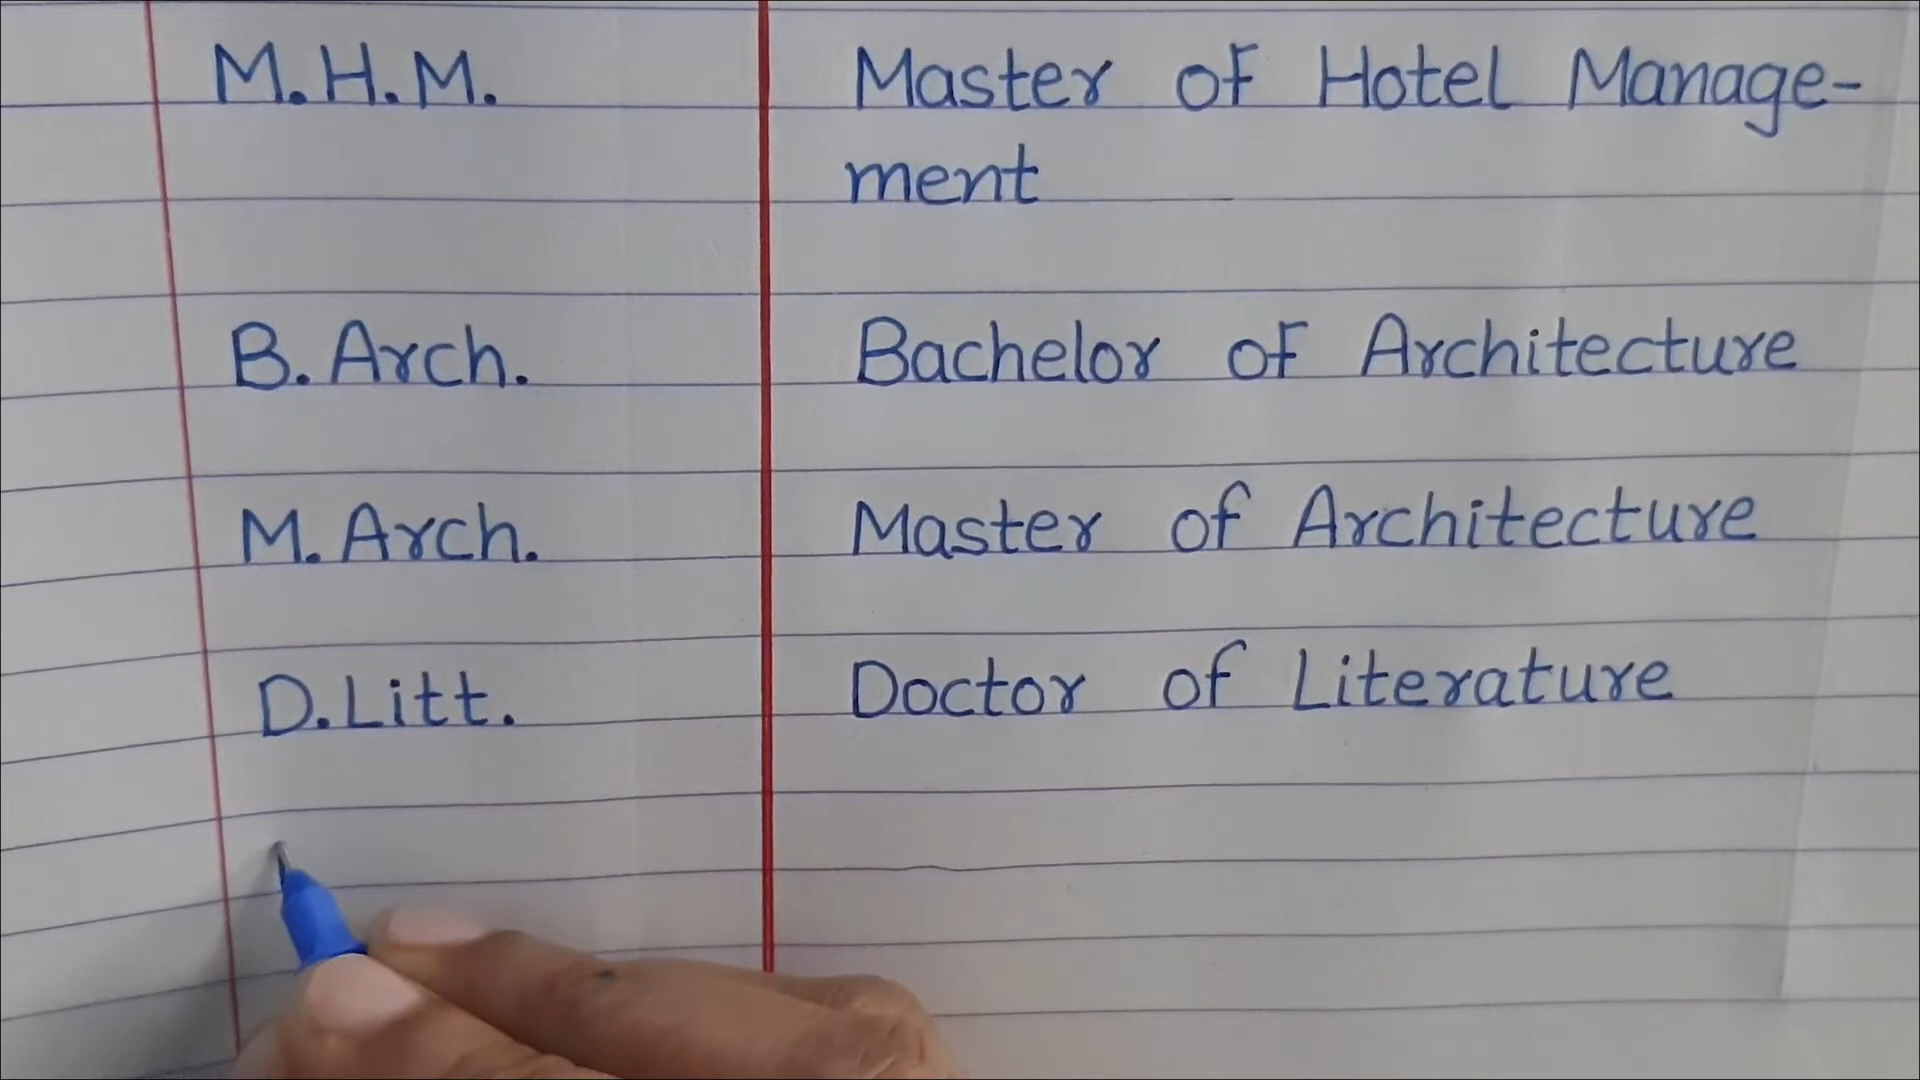 M.H.M. Master of Hotel Manage-
ment
B. Arch. Bachelor of Architecture
M. Arch. Master of Architecture
D. Litt. Doctor of Literature